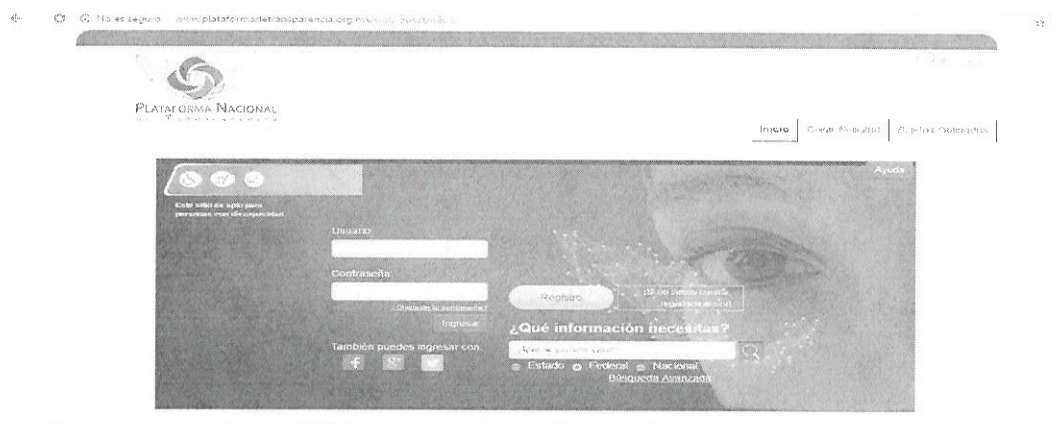 No es seguro
www.plataformadetransparencia.org.mx
PLATAFORMA NACIONAL
Inicio
Ayuda
Este sitio es apto para
personas con discapacidad
Usuario
Contraseña
¿Olvidaste tu contraseña?
Ingresar
También puedes ingresar con
Registro
¿Qué información necesitas?
Estado Federal Nacional
Búsqueda Avanzada